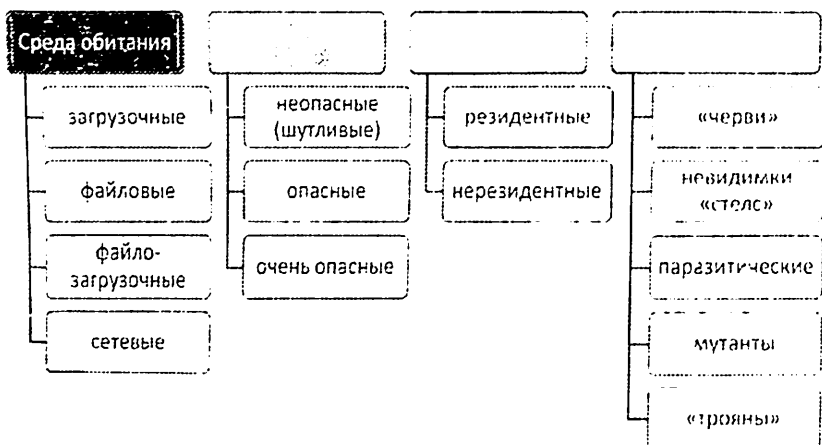 Среда обитания
загрузочные
файловые
файло-
загрузочные
сетевые
неопасные
(шутливые)
опасные
очень опасные
резидентные
нерезидентные
«черви»
невидимки
«стелс»
паразитические
мутанты
«трояны»